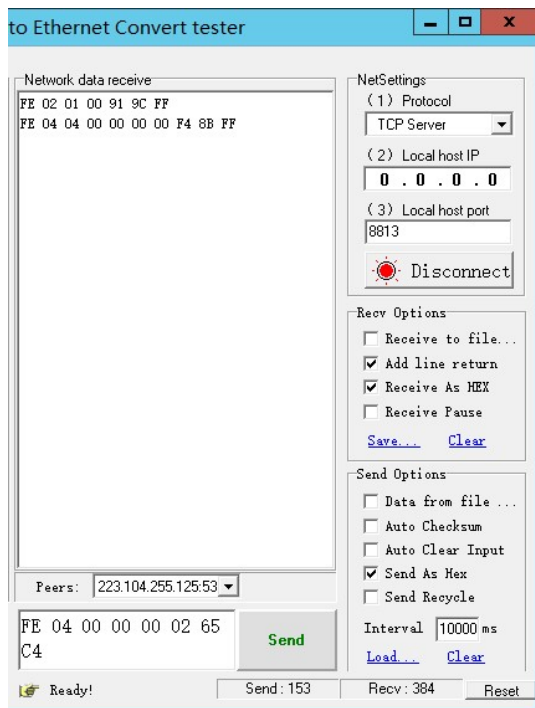 to Ethernet Convert tester
Network data receive
FE 02 01 00 91 9C FF
FE 04 04 00 00 00 00 F4 8B FF
NetSettings
(1) Protocol
TCP Server
(2) Local host IP
0 . 0 . 0 . 0
(3) Local host port
8813
Disconnect
Recv Options
Receive to file...
Add line return
Receive As HEX
Receive Pause
Save... Clear
Send Options
Data from file ...
Auto Checksum
Auto Clear Input
Send As Hex
Send Recycle
Interval 10000 ms
Load... Clear
Peers: 223.104.255.125:53
FE 04 00 00 00 02 65
C4
Send
Ready!
Send : 153
Recv : 384
Reset